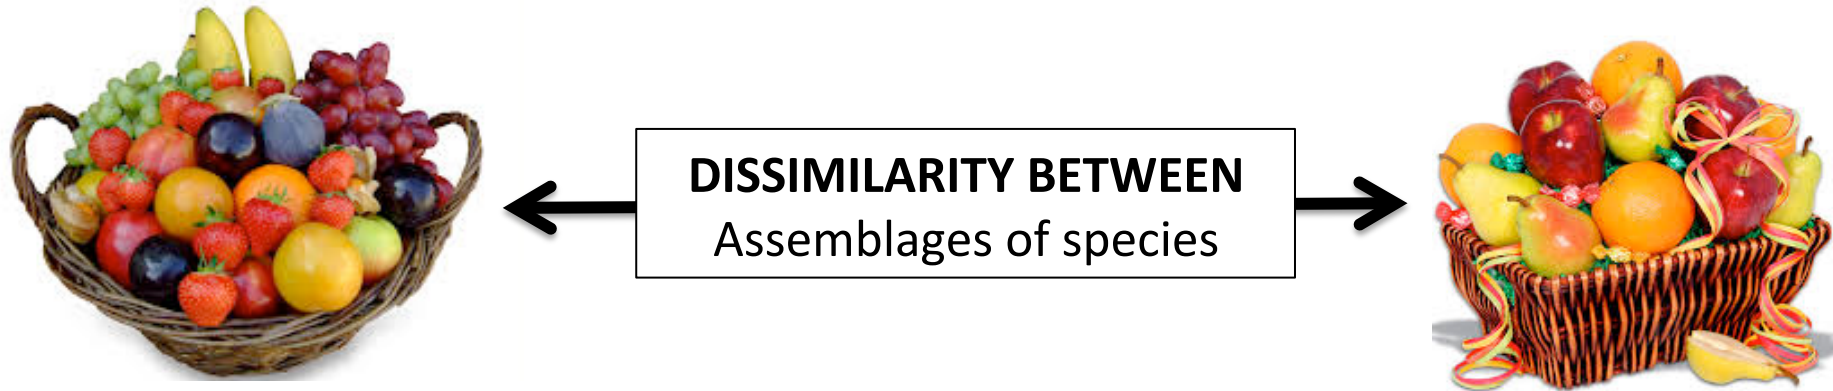 DISSIMILARITY BETWEEN
Assemblages of species